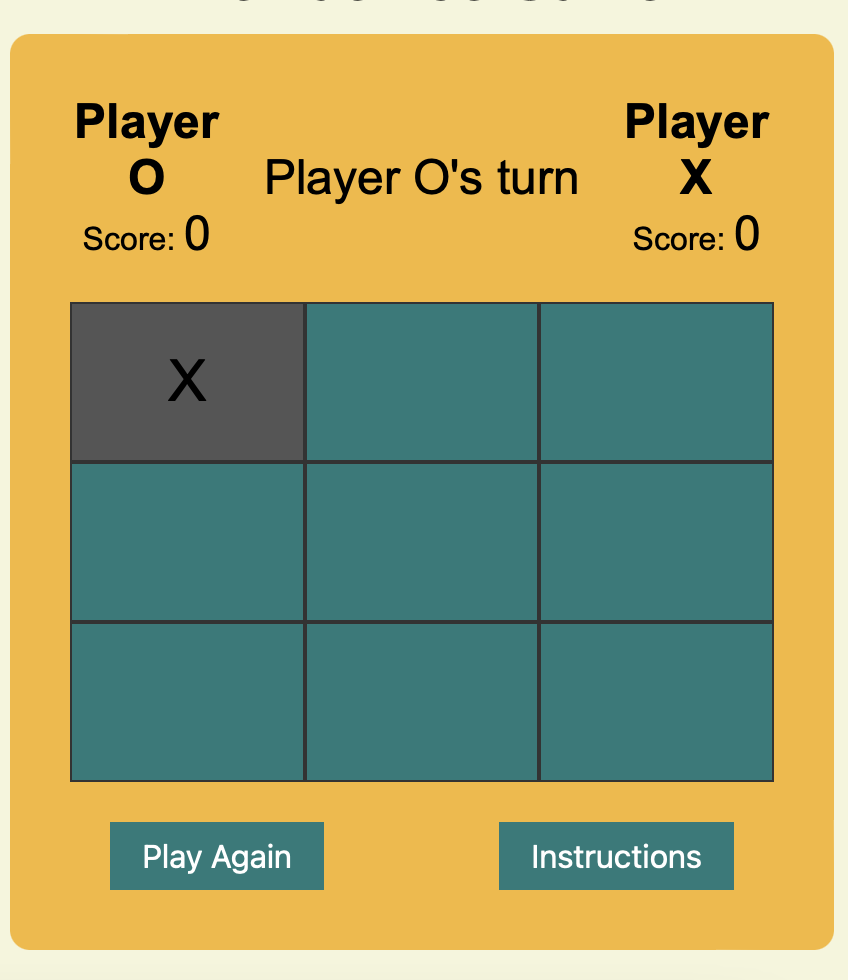 Player O
Score: 0
Player O's turn
Player X
Score: 0
X
Play Again
Instructions